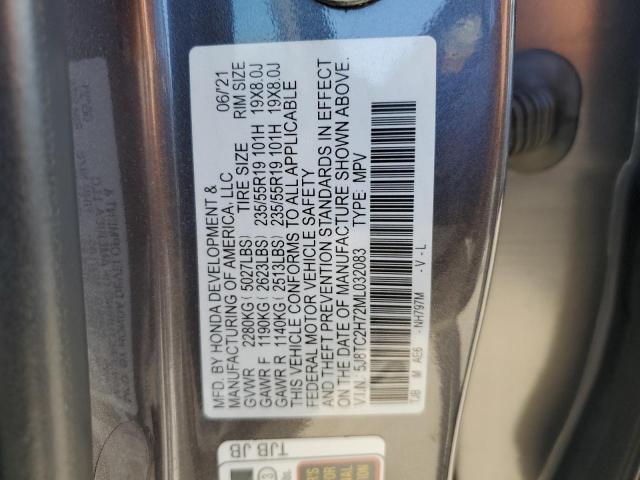 MFD. BY HONDA DEVELOPMENT & 06/'21
MANUFACTURING OF AMERICA, LLC
TIRE SIZE RIM SIZE
GVWR 2280KG ( 5027LBS)
GAWR F 1190KG ( 2623LBS) 235/55R19 101H 19X8.0J
GAWR R 1140KG ( 2513LBS) 235/55R19 101H 19X8.0J
THIS VEHICLE CONFORMS TO ALL APPLICABLE
FEDERAL MOTOR VEHICLE SAFETY
AND THEFT PREVENTION STANDARDS IN EFFECT
ON THE DATE OF MANUFACTURE SHOWN ABOVE.
V.I.N.: 5J8TC2H72ML032083 TYPE: MPV
TJB M AE6 - NH797M - V - L
TJB JB